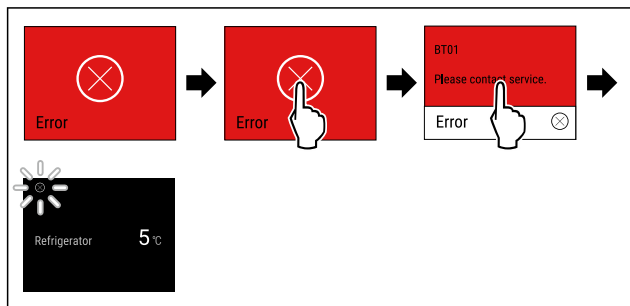 Error
Error
BT01
Please contact service.
Error
Refrigerator 5 °C